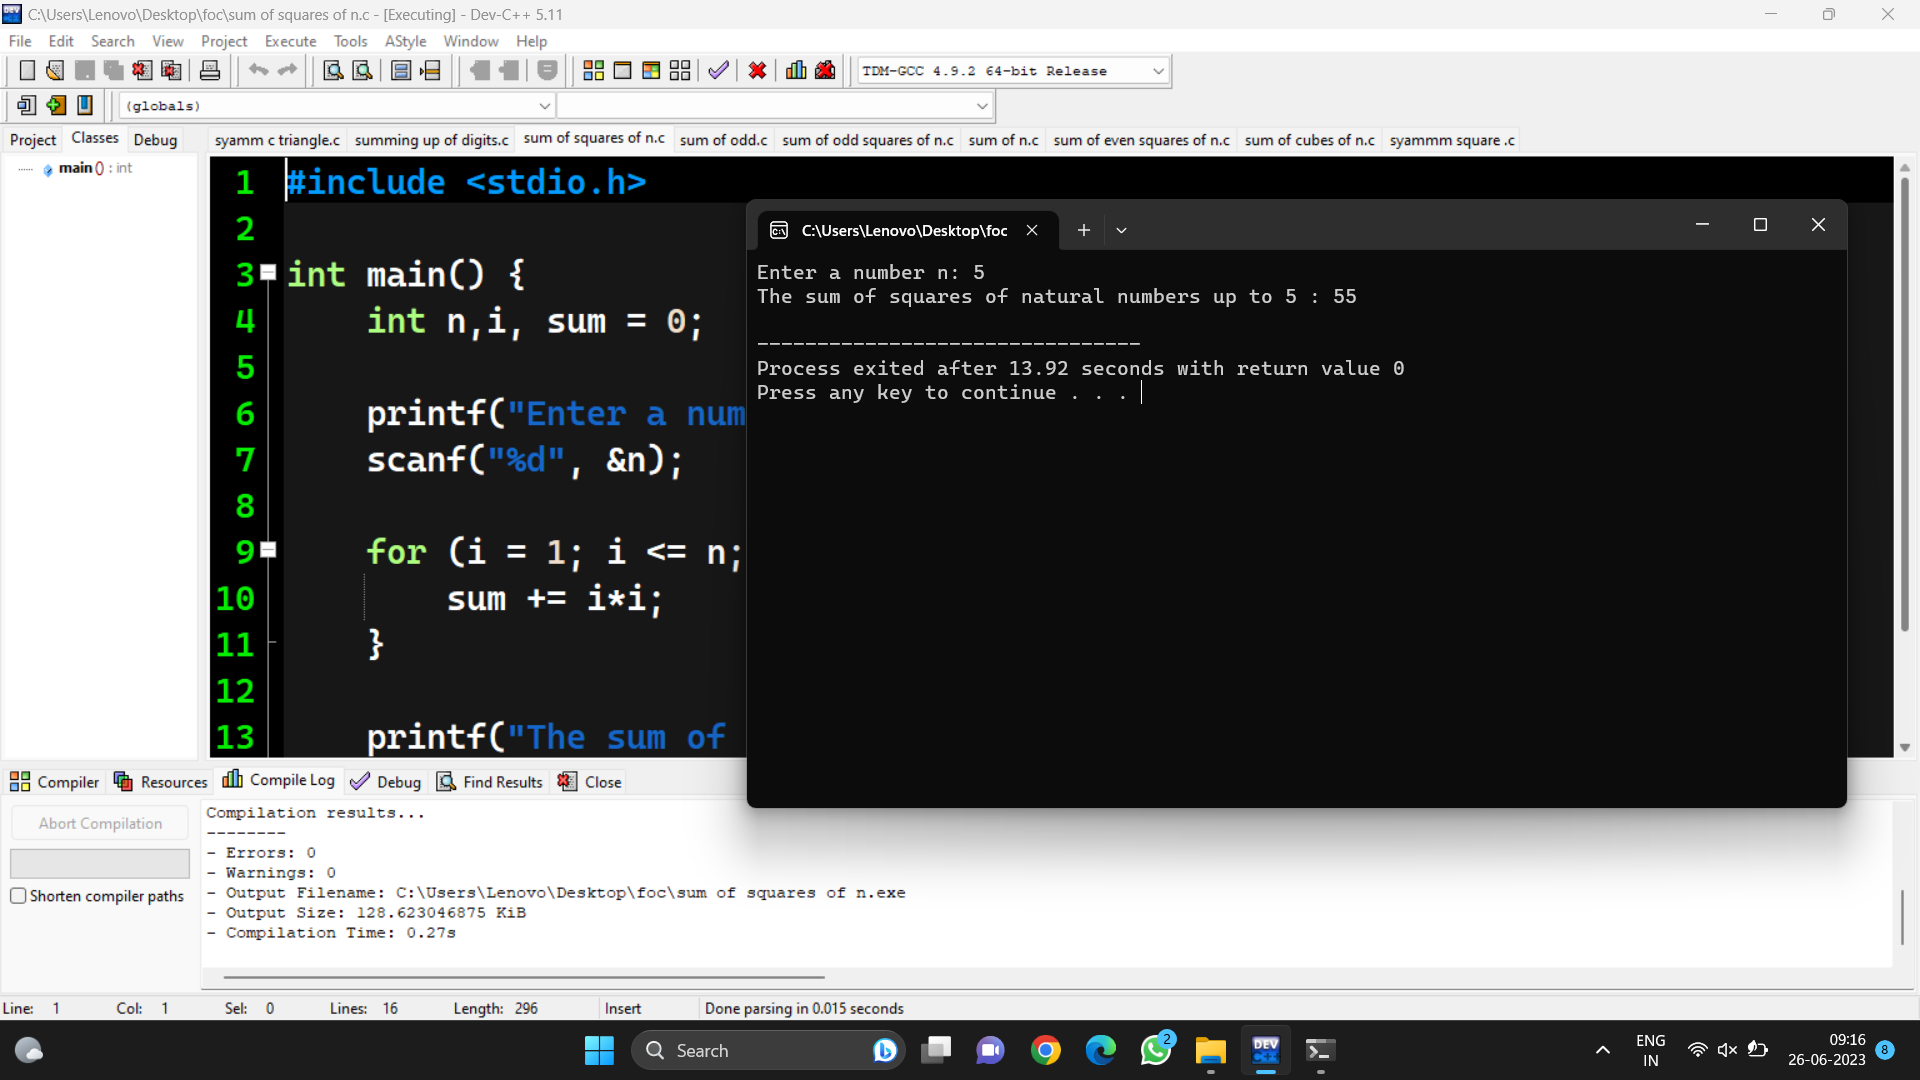 C:\Users\Lenovo\Desktop\foc\sum of squares of n.c - [Executing] - Dev-C++ 5.11
File Edit Search View Project Execute Tools AStyle Window Help
TDM-GCC 4.9.2 64-bit Release
(globals)
Project Classes Debug
syamm c triangle.c summing up of digits.c sum of squares of n.c sum of odd.c sum of odd squares of n.c sum of n.c sum of even squares of n.c sum of cubes of n.c syammm square .c
main () : int
1 #include <stdio.h>
2
3 int main() {
4 int n,i, sum = 0;
5
6 printf("Enter a num
7 scanf("%d", &n);
8
9 for (i = 1; i <= n;
10 sum += i*i;
11 }
12
13 printf("The sum of
C:\Users\Lenovo\Desktop\foc
Enter a number n: 5
The sum of squares of natural numbers up to 5 : 55
--------------------------------
Process exited after 13.92 seconds with return value 0
Press any key to continue . . .
Compiler Resources Compile Log Debug Find Results Close
Abort Compilation
Shorten compiler paths
Compilation results...
--------
- Errors: 0
- Warnings: 0
- Output Filename: C:\Users\Lenovo\Desktop\foc\sum of squares of n.exe
- Output Size: 128.623046875 KiB
- Compilation Time: 0.27s
Line: 1 Col: 1 Sel: 0 Lines: 16 Length: 296 Insert Done parsing in 0.015 seconds
Search
DEV C++
2
ENG
IN
09:16
26-06-2023
8